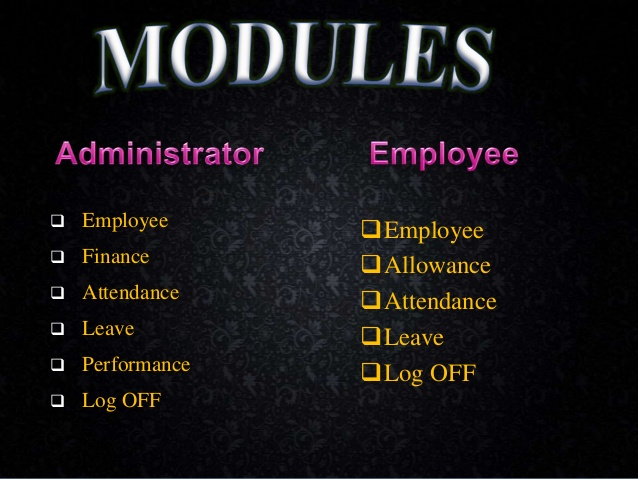 MODULES
Administrator
Employee
Finance
Attendance
Leave
Performance
Log OFF
Employee
Employee
Allowance
Attendance
Leave
Log OFF